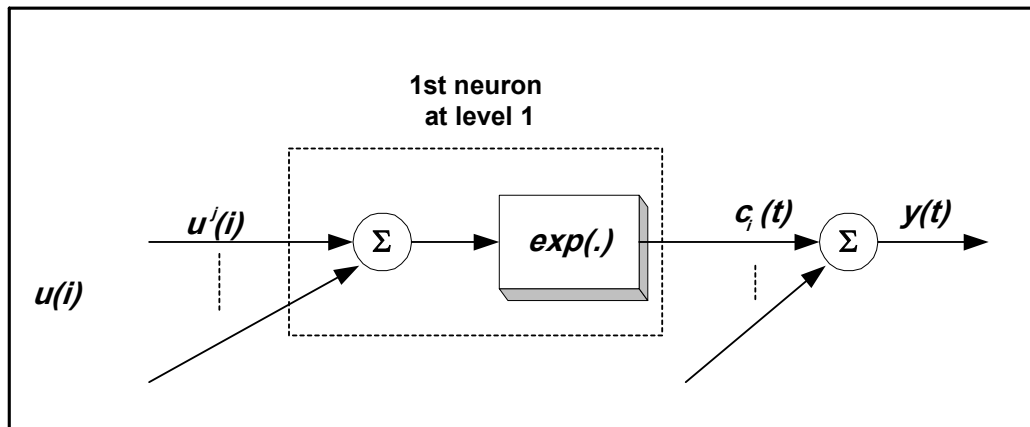 1st neuron
at level 1
u^j(i)
Σ
exp(.)
c_i(t)
Σ
y(t)
u(i)